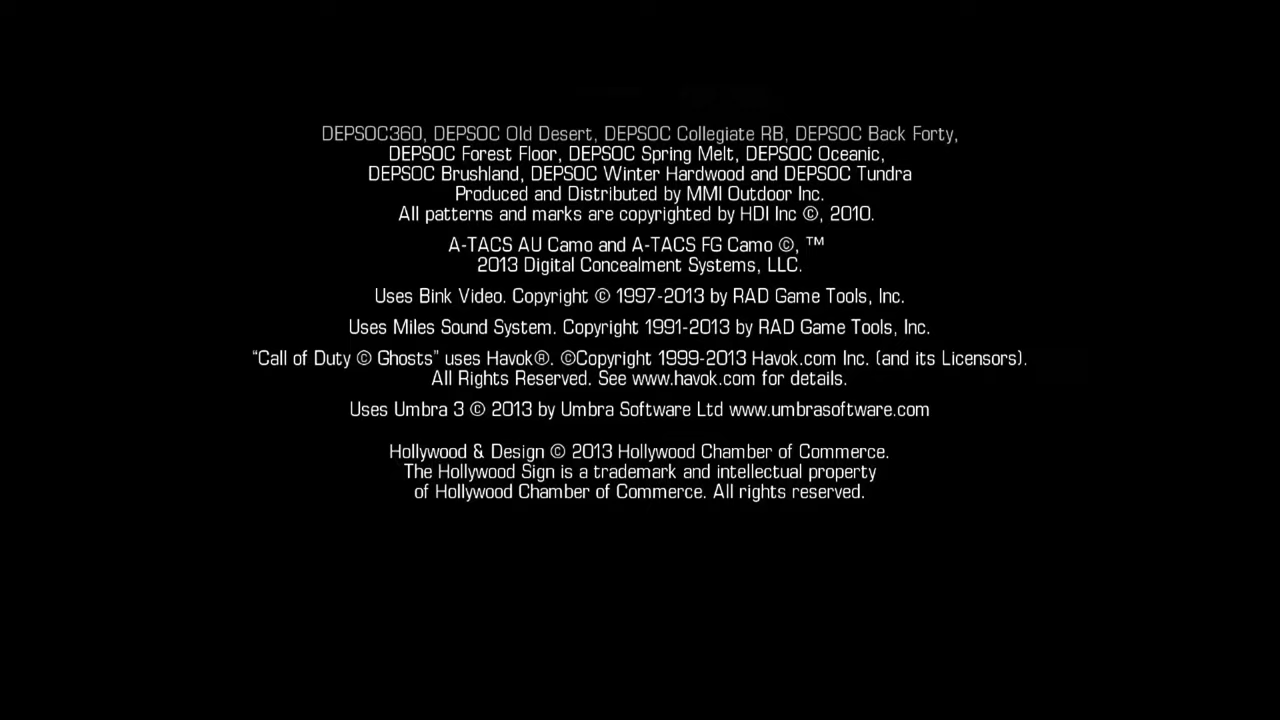 DEPSOC360, DEPSOC Old Desert, DEPSOC Collegiate RB, DEPSOC Back Forty,
DEPSOC Forest Floor, DEPSOC Spring Melt, DEPSOC Oceanic,
DEPSOC Brushland, DEPSOC Winter Hardwood and DEPSOC Tundra
Produced and Distributed by MMI Outdoor Inc.
All patterns and marks are copyrighted by HDI Inc ©, 2010.
A-TACS AU Camo and A-TACS FG Camo ©, ™
2013 Digital Concealment Systems, LLC.
Uses Bink Video. Copyright © 1997-2013 by RAD Game Tools, Inc.
Uses Miles Sound System. Copyright 1991-2013 by RAD Game Tools, Inc.
“Call of Duty © Ghosts” uses Havok®. ©Copyright 1999-2013 Havok.com Inc. (and its Licensors).
All Rights Reserved. See www.havok.com for details.
Uses Umbra 3 © 2013 by Umbra Software Ltd www.umbrasoftware.com
Hollywood & Design © 2013 Hollywood Chamber of Commerce.
The Hollywood Sign is a trademark and intellectual property
of Hollywood Chamber of Commerce. All rights reserved.